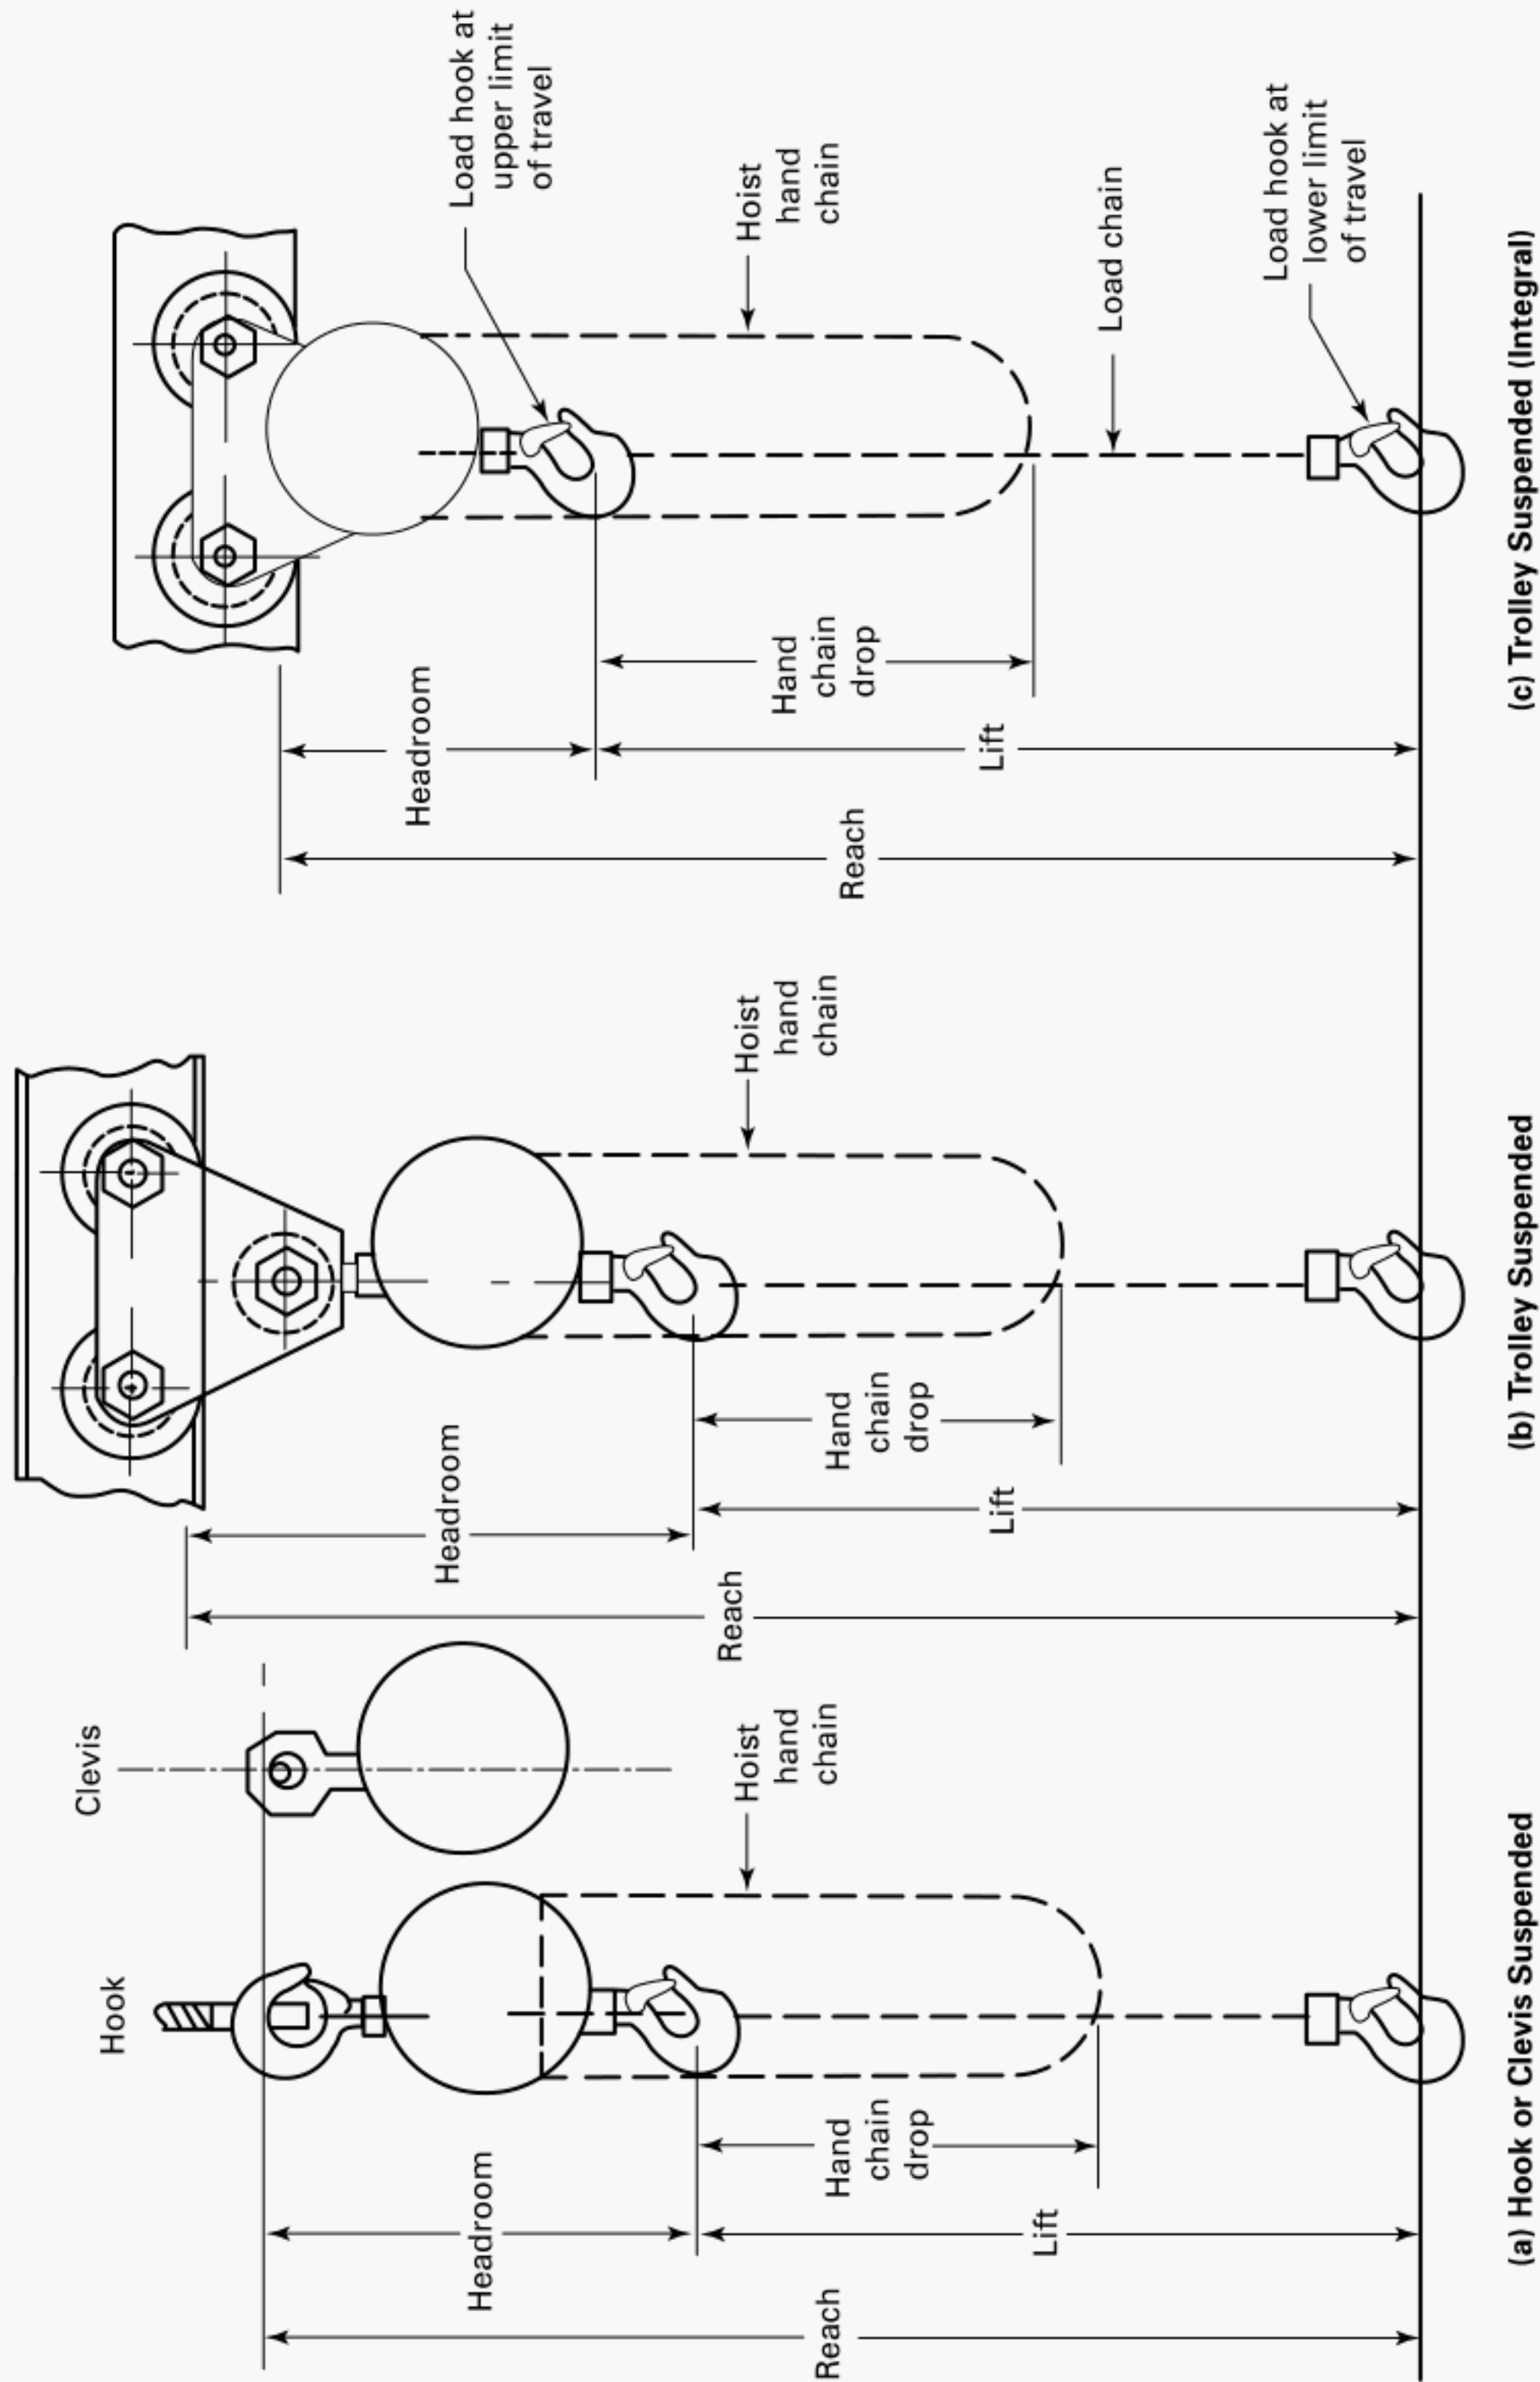 Hook
Clevis
Headroom
Reach
Lift
Hand
chain
drop
Hoist
hand
chain
(a) Hook or Clevis Suspended
Headroom
Reach
Lift
Hand
chain
drop
Hoist
hand
chain
(b) Trolley Suspended
Headroom
Reach
Lift
Hand
chain
drop
Load hook at
upper limit
of travel
Hoist
hand
chain
Load chain
Load hook at
lower limit
of travel
(c) Trolley Suspended (Integral)